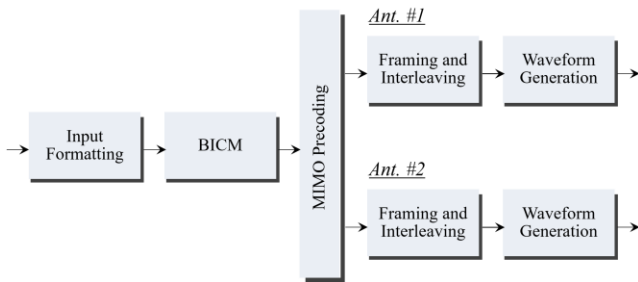 Ant. #1
Framing and
Interleaving
Waveform
Generation
Input
Formatting
BICM
MIMO Precoding
Ant. #2
Framing and
Interleaving
Waveform
Generation